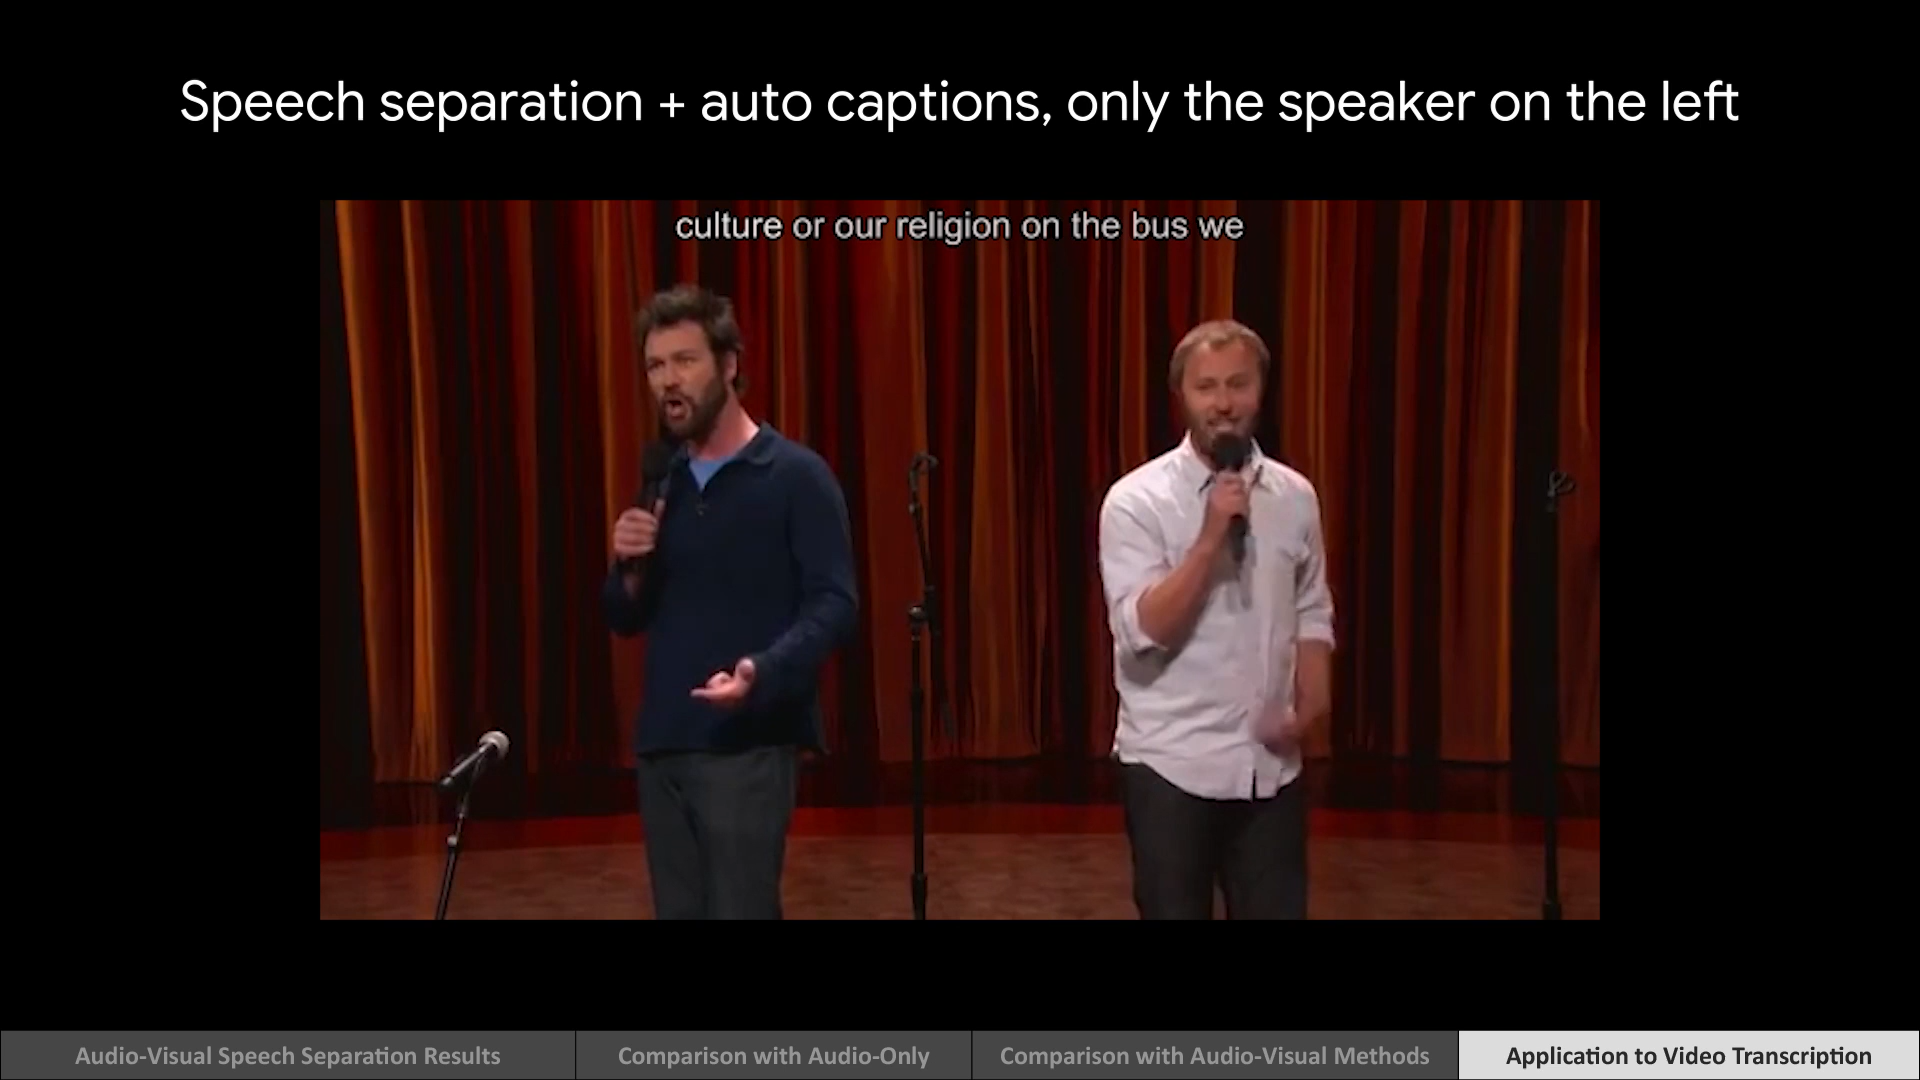 Speech separation + auto captions, only the speaker on the left
culture or our religion on the bus we
Audio-Visual Speech Separation Results
Comparison with Audio-Only
Comparison with Audio-Visual Methods
Application to Video Transcription